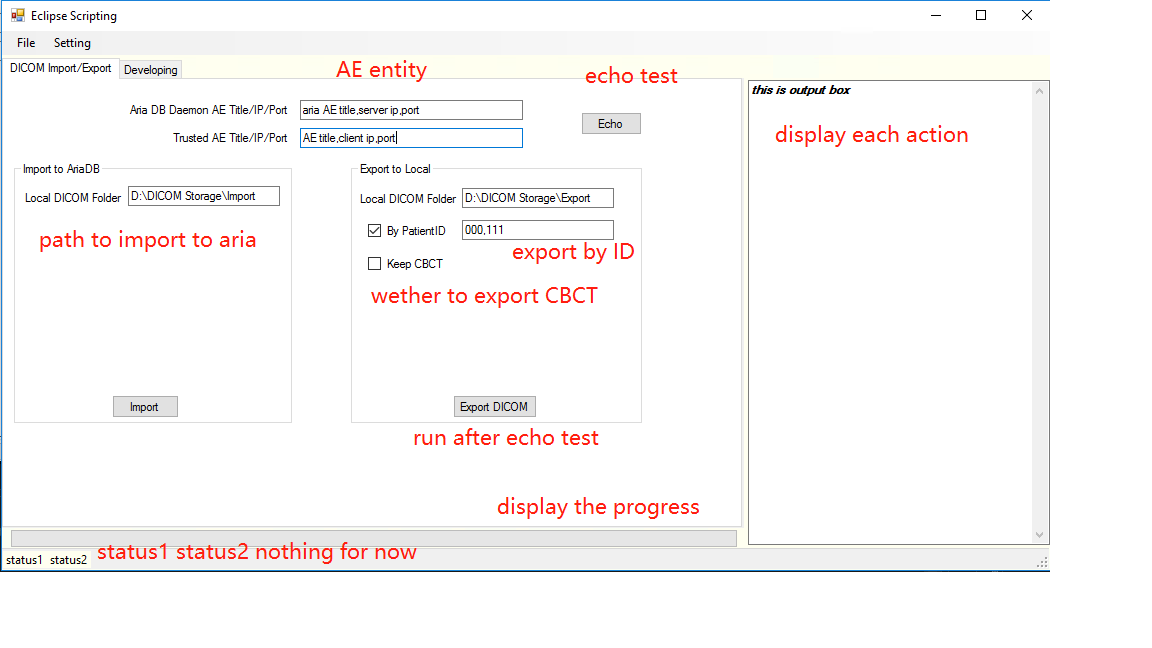 Eclipse Scripting
File Setting
DICOM Import/Export Developing
AE entity
echo test
Aria DB Daemon AE Title/IP/Port aria AE title,server ip,port
Echo
Trusted AE Title/IP/Port AE title,client ip,port
Import to AriaDB
Local DICOM Folder D:\DICOM Storage\Import
path to import to aria
Import
Export to Local
Local DICOM Folder D:\DICOM Storage\Export
By PatientID 000,111
export by ID
Keep CBCT
wether to export CBCT
Export DICOM
run after echo test
display the progress
this is output box
display each action
status1 status2 nothing for now
status1 status2